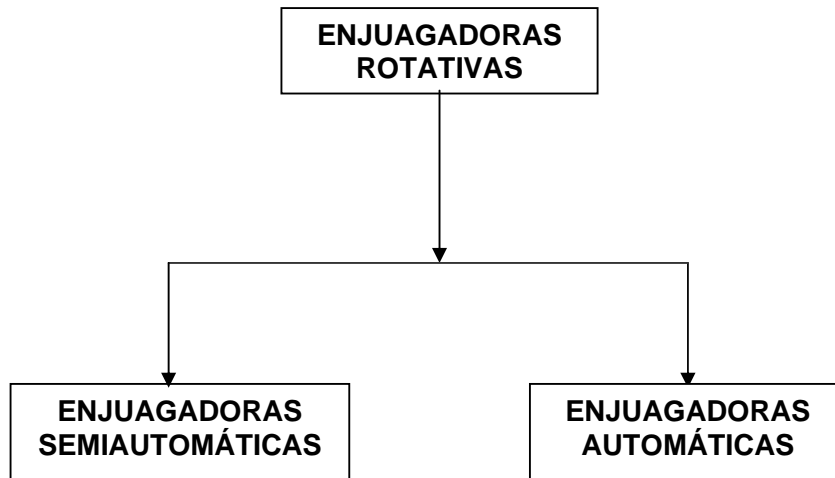 ENJUAGADORAS
ROTATIVAS
ENJUAGADORAS
SEMIAUTOMÁTICAS
ENJUAGADORAS
AUTOMÁTICAS